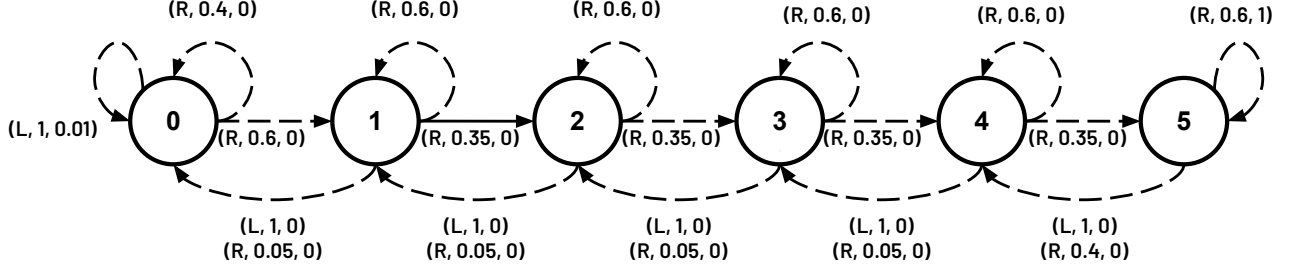 (R, 0.4, 0)
(R, 0.6, 0)
(R, 0.6, 0)
(R, 0.6, 0)
(R, 0.6, 0)
(R, 0.6, 1)
(L, 1, 0.01)
0
(R, 0.6, 0)
1
(R, 0.35, 0)
2
(R, 0.35, 0)
3
(R, 0.35, 0)
4
(R, 0.35, 0)
5
(L, 1, 0)
(R, 0.05, 0)
(L, 1, 0)
(R, 0.05, 0)
(L, 1, 0)
(R, 0.05, 0)
(L, 1, 0)
(R, 0.05, 0)
(L, 1, 0)
(R, 0.4, 0)